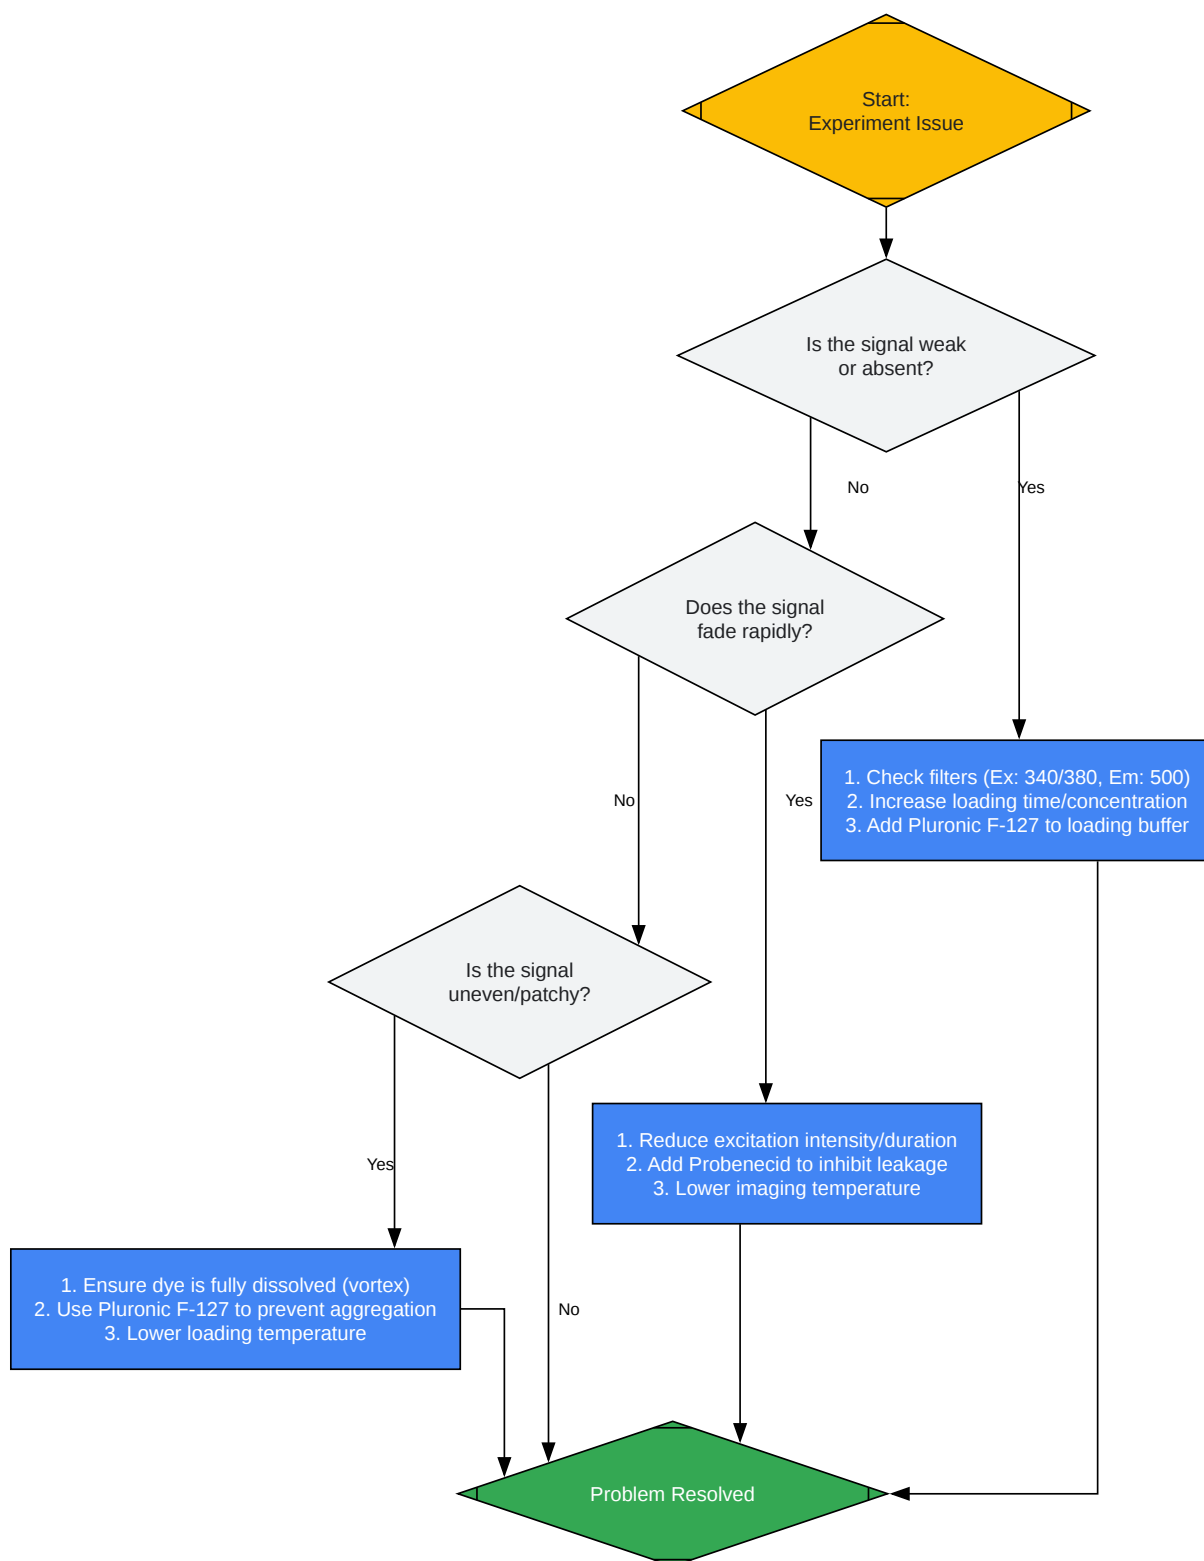 Start:
Experiment Issue
Is the signal weak
or absent?
No
Yes
Does the signal
fade rapidly?
1. Check filters (Ex: 340/380, Em: 500)
2. Increase loading time/concentration
3. Add Pluronic F-127 to loading buffer
No
Yes
Is the signal
uneven/patchy?
1. Reduce excitation intensity/duration
2. Add Probenecid to inhibit leakage
3. Lower imaging temperature
Yes
1. Ensure dye is fully dissolved (vortex)
2. Use Pluronic F-127 to prevent aggregation
3. Lower loading temperature
No
Problem Resolved